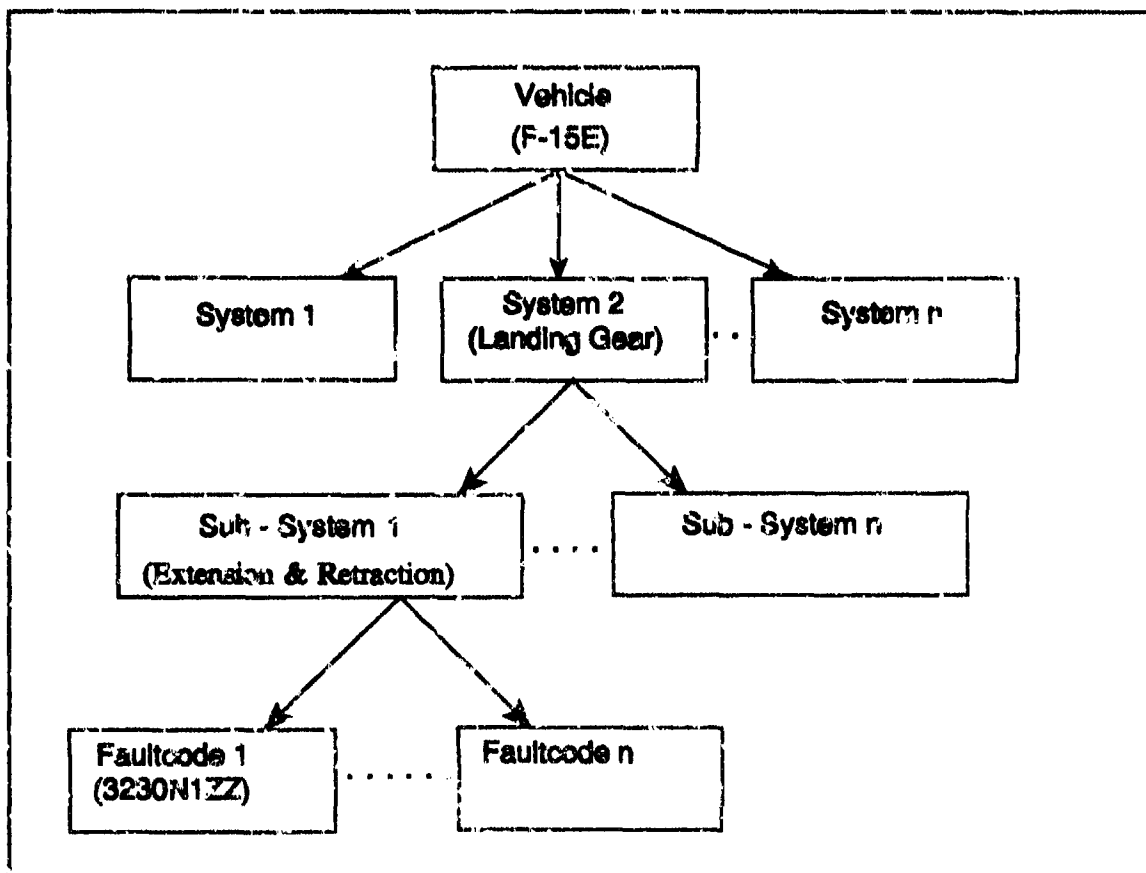 Vehicle
(F-15E)
System 1
System 2
(Landing Gear)
. .
System n
Sub - System 1
(Extension & Retraction)
. . . .
Sub - System n
Faultcode 1
(3230N1ZZ)
. . . . . .
Faultcode n